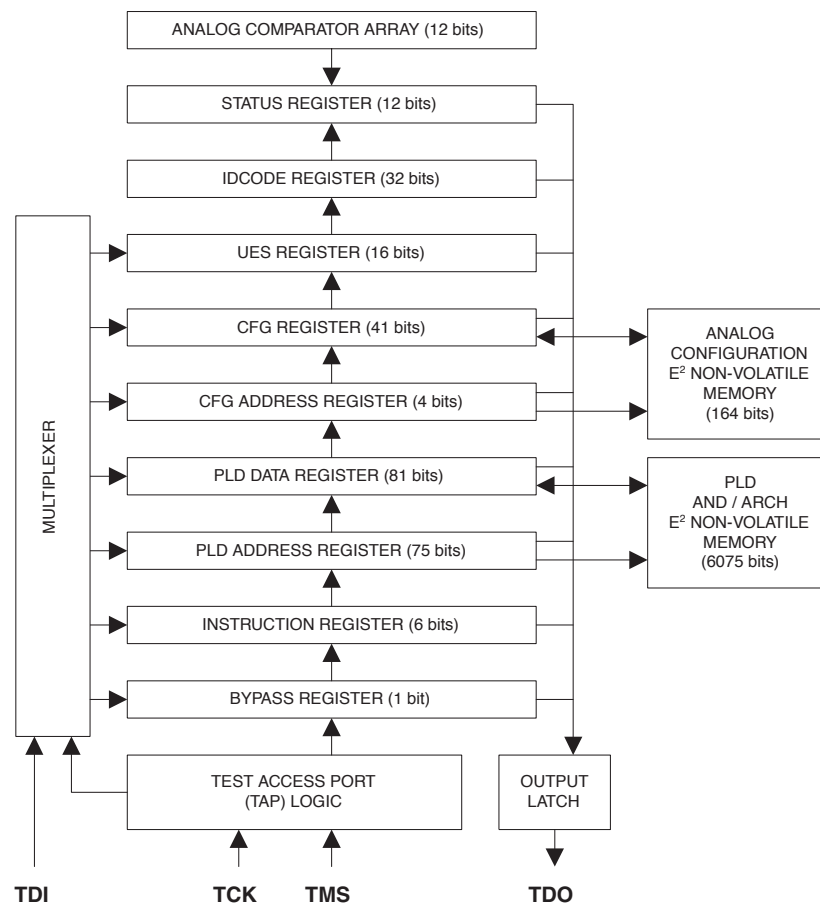 ANALOG COMPARATOR ARRAY (12 bits)
STATUS REGISTER (12 bits)
IDCODE REGISTER (32 bits)
MULTIPLEXER
UES REGISTER (16 bits)
CFG REGISTER (41 bits)
ANALOG
CONFIGURATION
E² NON-VOLATILE
MEMORY
(164 bits)
CFG ADDRESS REGISTER (4 bits)
PLD DATA REGISTER (81 bits)
PLD
AND / ARCH
E² NON-VOLATILE
MEMORY
(6075 bits)
PLD ADDRESS REGISTER (75 bits)
INSTRUCTION REGISTER (6 bits)
BYPASS REGISTER (1 bit)
TEST ACCESS PORT
(TAP) LOGIC
OUTPUT
LATCH
TDI
TCK
TMS
TDO